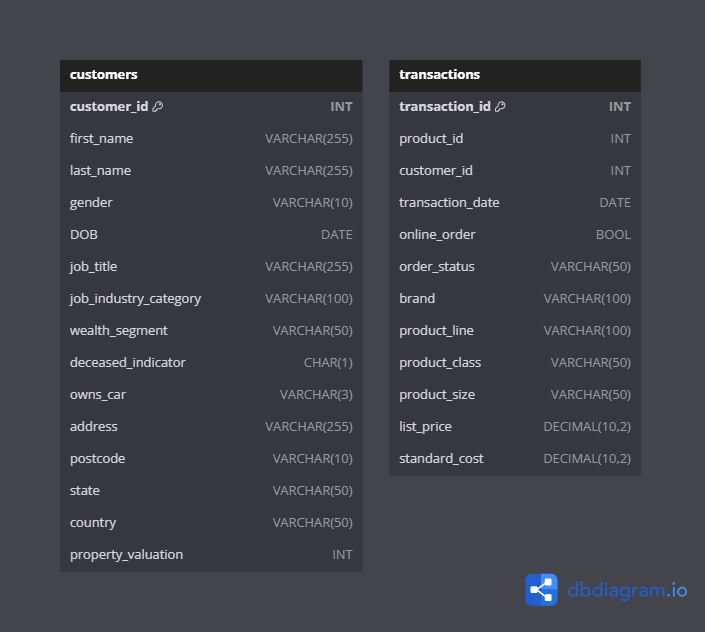 customers
customer_id INT
first_name VARCHAR(255)
last_name VARCHAR(255)
gender VARCHAR(10)
DOB DATE
job_title VARCHAR(255)
job_industry_category VARCHAR(100)
wealth_segment VARCHAR(50)
deceased_indicator CHAR(1)
owns_car VARCHAR(3)
address VARCHAR(255)
postcode VARCHAR(10)
state VARCHAR(50)
country VARCHAR(50)
property_valuation INT
transactions
transaction_id INT
product_id INT
customer_id INT
transaction_date DATE
online_order BOOL
order_status VARCHAR(50)
brand VARCHAR(100)
product_line VARCHAR(100)
product_class VARCHAR(50)
product_size VARCHAR(50)
list_price DECIMAL(10,2)
standard_cost DECIMAL(10,2)
dbdiagram.io